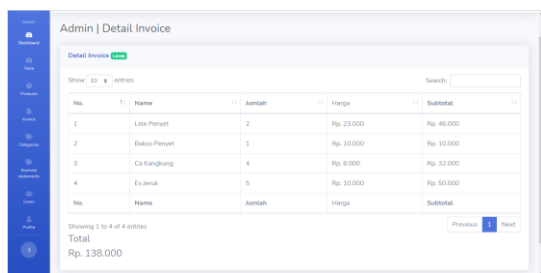 MENU
Admin | Detail Invoice
Dashboard
Detail Invoice Lunas
Table
Show 10 entries Search:
Products
No. Name Jumlah Harga Subtotal
1 Lele Penyet 2 Rp. 23.000 Rp. 46.000
Invoice
2 Bakso Penyet 1 Rp. 10.000 Rp. 10.000
Categories
3 Ca Kangkung 4 Rp. 8.000 Rp. 32.000
Financial statements
4 Es Jeruk 5 Rp. 10.000 Rp. 50.000
Users
No. Name Jumlah Harga Subtotal
Profile
Showing 1 to 4 of 4 entries Previous 1 Next
Total
Rp. 138.000